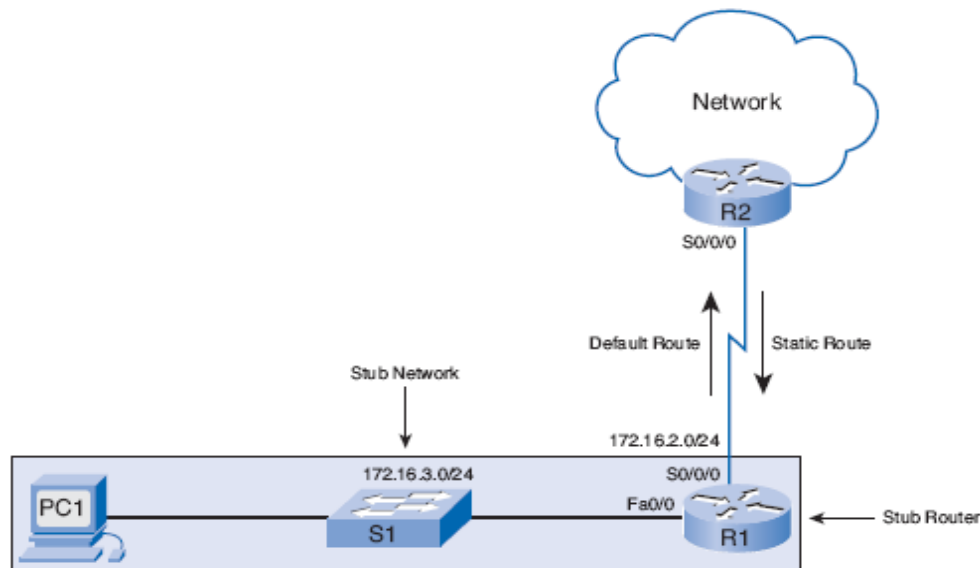 Network
R2
S0/0/0
Default Route
Static Route
Stub Network
172.16.2.0/24
172.16.3.0/24
S0/0/0
PC1
Fa0/0
S1
R1
Stub Router